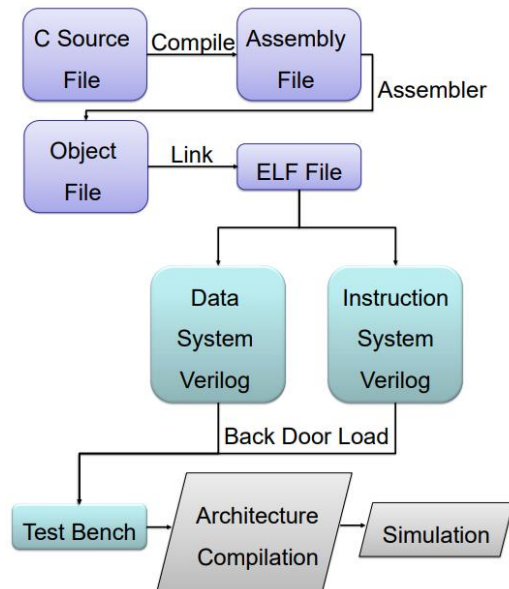 C Source
File
Compile
Assembly
File
Assembler
Object
File
Link
ELF File
Data
System
Verilog
Instruction
System
Verilog
Back Door Load
Test Bench
Architecture
Compilation
Simulation